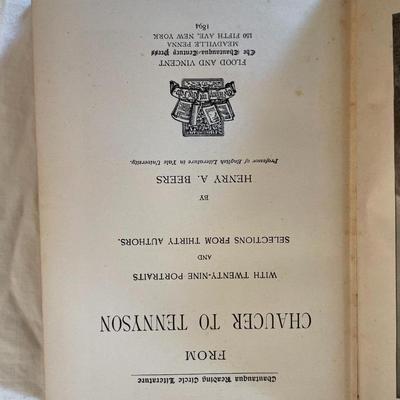 Chautauqua Reading Circle Literature
FROM
CHAUCER TO TENNYSON
WITH TWENTY-NINE PORTRAITS
AND
SELECTIONS FROM THIRTY AUTHORS.
BY
HENRY A. BEERS
Professor of English Literature in Yale University.
FLOOD AND VINCENT
The Chautauqua-Century Press
MEADVILLE PENNA
150 FIFTH AVE. NEW YORK
1894